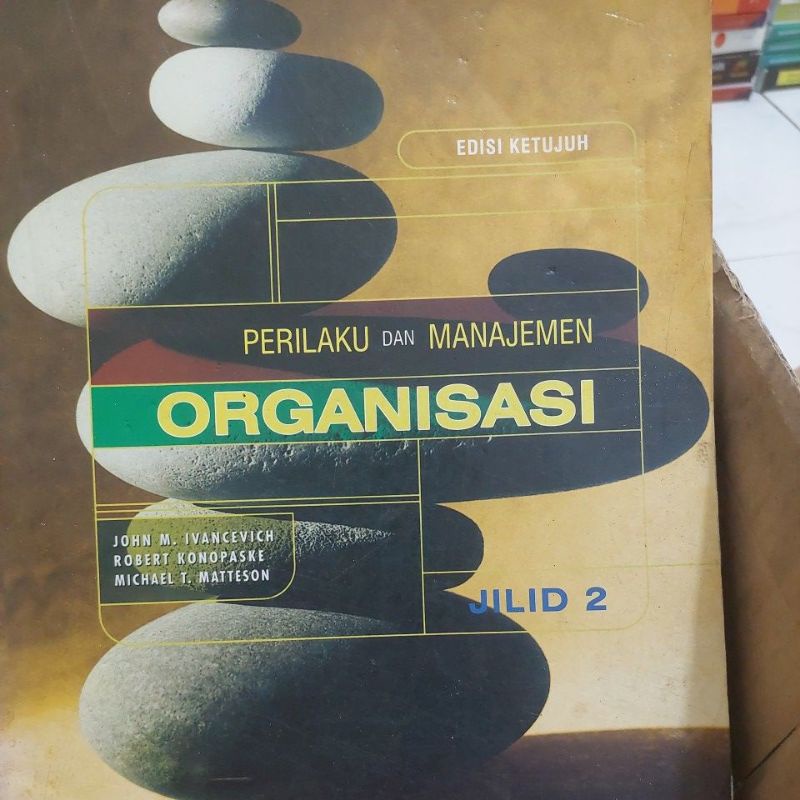 EDISI KETUJUH
PERILAKU DAN MANAJEMEN
ORGANISASI
JOHN M. IVANCEVICH
ROBERT KONOPASKE
MICHAEL T. MATTESON
JILID 2